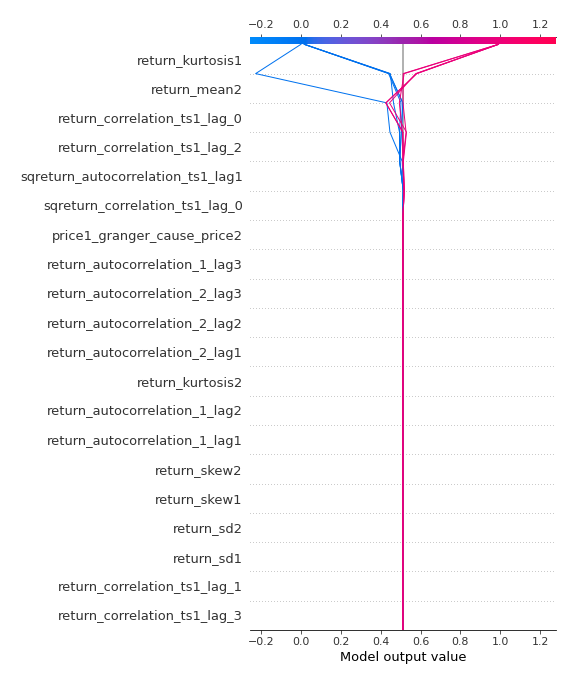 −0.2 0.0 0.2 0.4 0.6 0.8 1.0 1.2
return_kurtosis1
return_mean2
return_correlation_ts1_lag_0
return_correlation_ts1_lag_2
sqreturn_autocorrelation_ts1_lag1
sqreturn_correlation_ts1_lag_0
price1_granger_cause_price2
return_autocorrelation_1_lag3
return_autocorrelation_2_lag3
return_autocorrelation_2_lag2
return_autocorrelation_2_lag1
return_kurtosis2
return_autocorrelation_1_lag2
return_autocorrelation_1_lag1
return_skew2
return_skew1
return_sd2
return_sd1
return_correlation_ts1_lag_1
return_correlation_ts1_lag_3
−0.2 0.0 0.2 0.4 0.6 0.8 1.0 1.2
Model output value